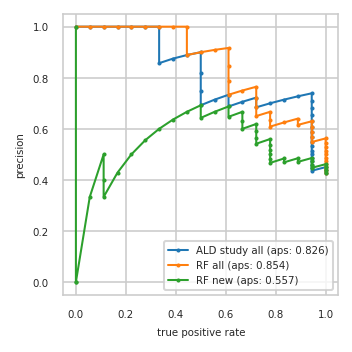 precision
1.0
0.8
0.6
0.4
0.2
0.0
ALD study all (aps: 0.826)
RF all (aps: 0.854)
RF new (aps: 0.557)
0.0 0.2 0.4 0.6 0.8 1.0
true positive rate